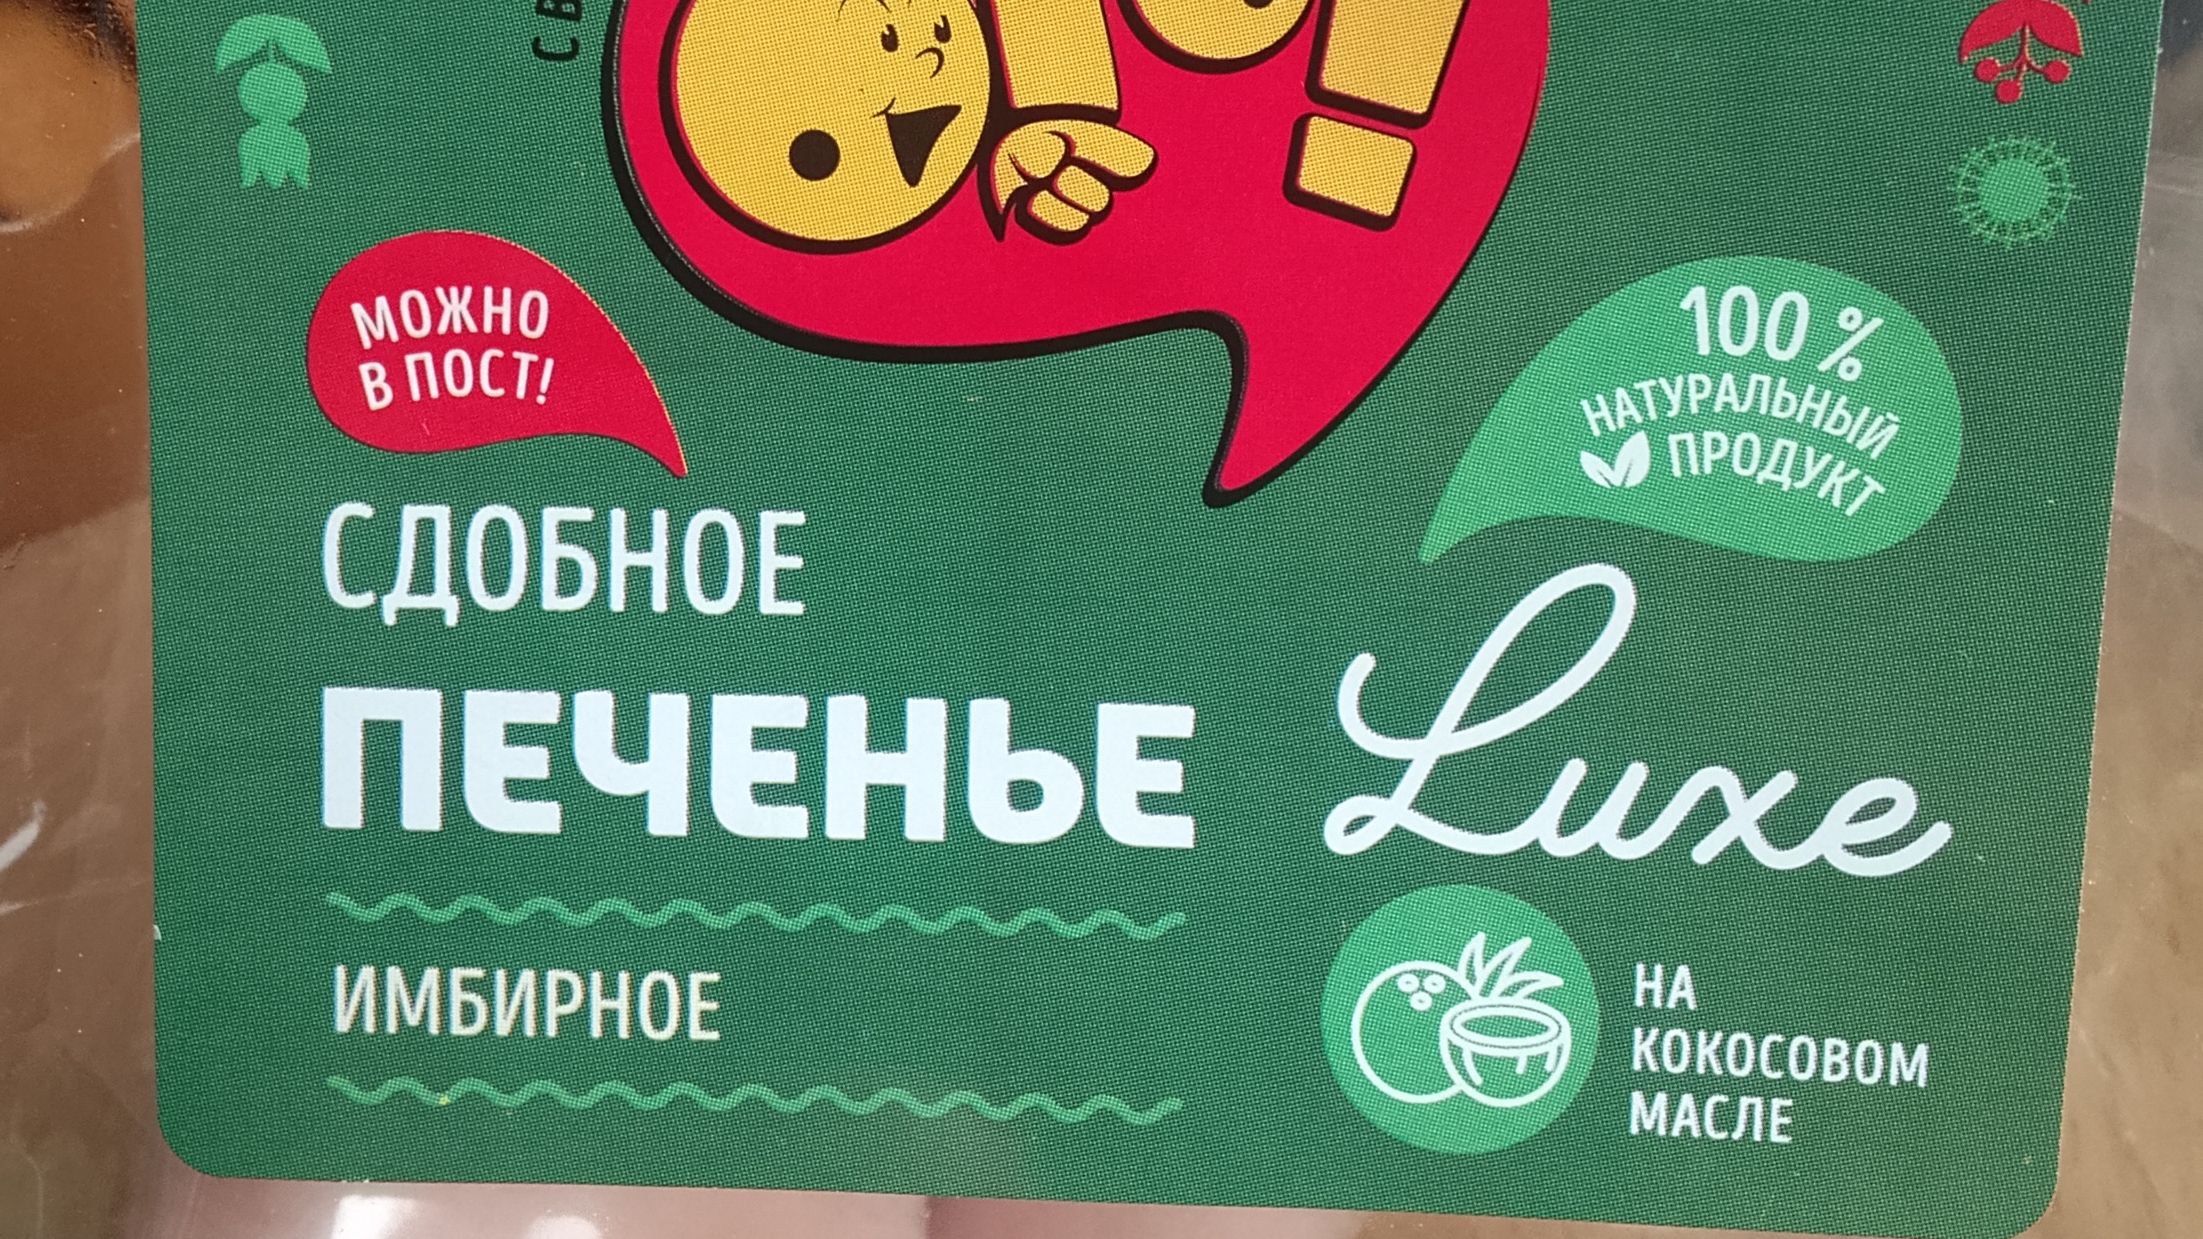 МОЖНО
В ПОСТ!
100 %
НАТУРАЛЬНЫЙ
ПРОДУКТ
СДОБНОЕ
ПЕЧЕНЬЕ
Luxe
ИМБИРНОЕ
НА
КОКОСОВОМ
МАСЛЕ